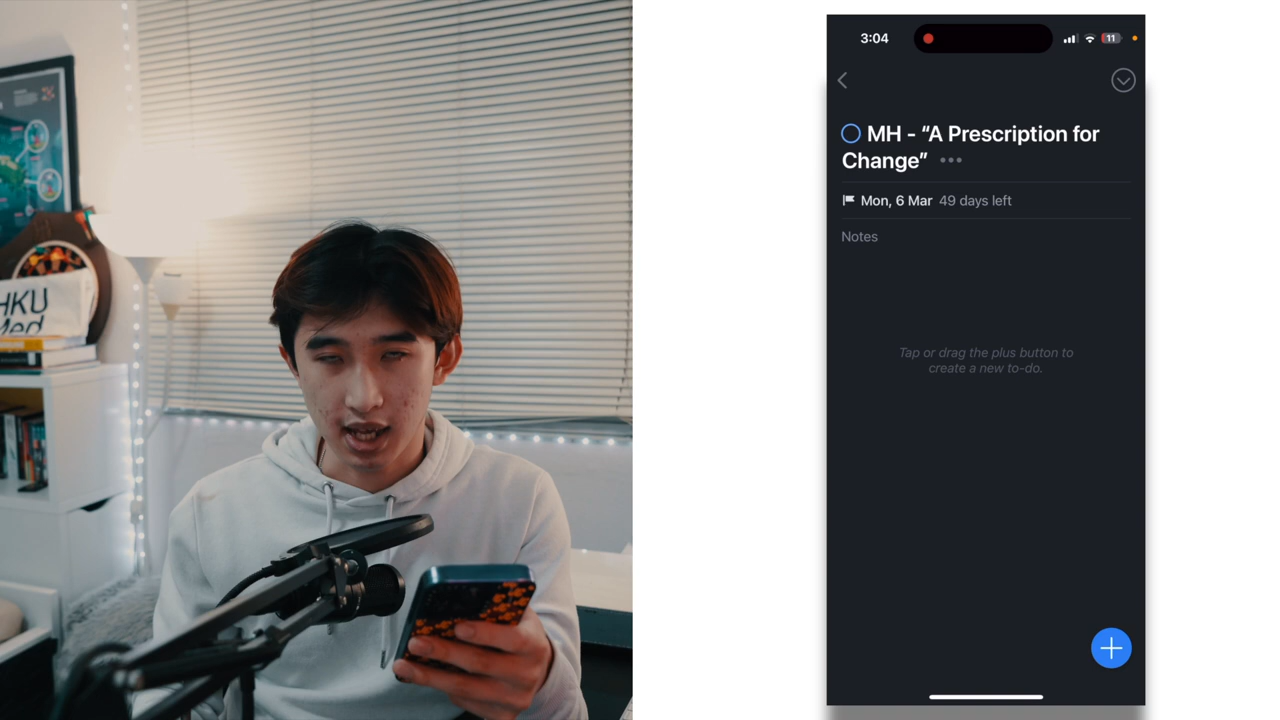 HKU
Med
3:04
11
MH - “A Prescription for
Change”
Mon, 6 Mar 49 days left
Notes
Tap or drag the plus button to
create a new to-do.